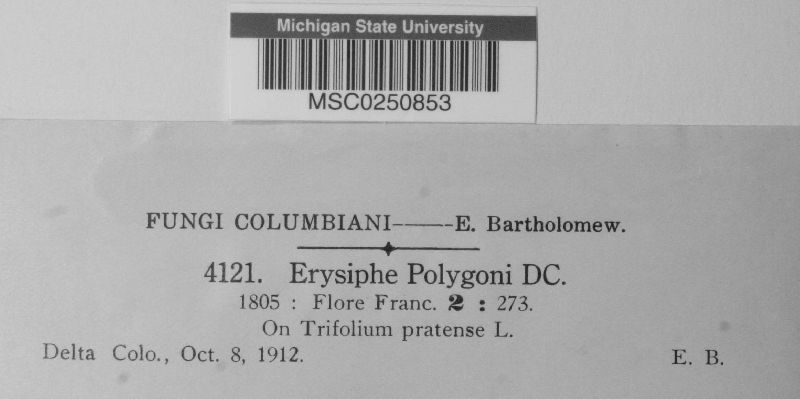 Michigan State University
MSC0250853
FUNGI COLUMBIANI——E. Bartholomew.
4121. Erysiphe Polygoni DC.
1805 : Flore Franc. 2 : 273.
On Trifolium pratense L.
Delta Colo., Oct. 8, 1912. E. B.